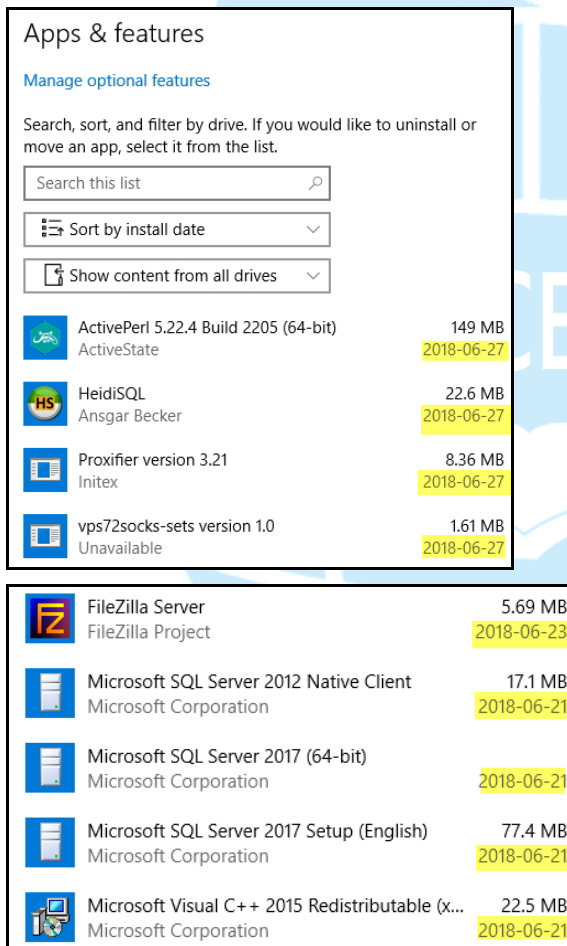 Apps & features
Manage optional features
Search, sort, and filter by drive. If you would like to uninstall or
move an app, select it from the list.
Search this list
Sort by install date
Show content from all drives
ActivePerl 5.22.4 Build 2205 (64-bit) 149 MB
ActiveState 2018-06-27
HS HeidiSQL 22.6 MB
Ansgar Becker 2018-06-27
Proxifier version 3.21 8.36 MB
Initex 2018-06-27
vps72socks-sets version 1.0 1.61 MB
Unavailable 2018-06-27
FZ FileZilla Server 5.69 MB
FileZilla Project 2018-06-23
Microsoft SQL Server 2012 Native Client 17.1 MB
Microsoft Corporation 2018-06-21
Microsoft SQL Server 2017 (64-bit)
Microsoft Corporation 2018-06-21
Microsoft SQL Server 2017 Setup (English) 77.4 MB
Microsoft Corporation 2018-06-21
Microsoft Visual C++ 2015 Redistributable (x... 22.5 MB
Microsoft Corporation 2018-06-21